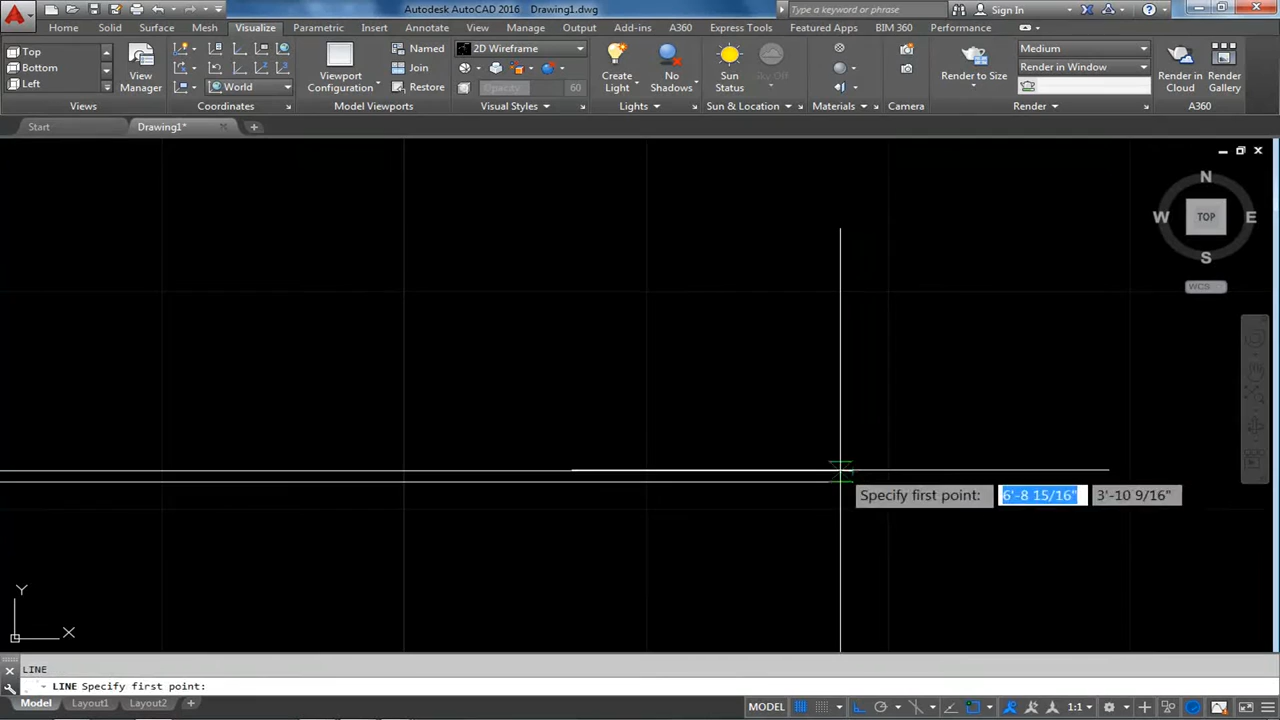 Autodesk AutoCAD 2016 Drawing1.dwg
Type a keyword or phrase
Sign In
Home Solid Surface Mesh Visualize Parametric Insert Annotate View Manage Output Add-ins A360 Express Tools Featured Apps BIM 360 Performance
Top
Bottom
Left
View
Manager
World
Viewport
Configuration
Named
Join
Restore
2D Wireframe
Opacity 60
Create
Light
No
Shadows
Sun
Status
Sky Off
Render to Size
Medium
Render in Window
Render in
Cloud
Render
Gallery
Views Coordinates Model Viewports Visual Styles Lights Sun & Location Materials Camera Render A360
Start Drawing1*
N
W TOP E
S
WCS
Specify first point: 6'-8 15/16" 3'-10 9/16"
Y
X
LINE
LINE Specify first point:
Model Layout1 Layout2 +
MODEL 1:1